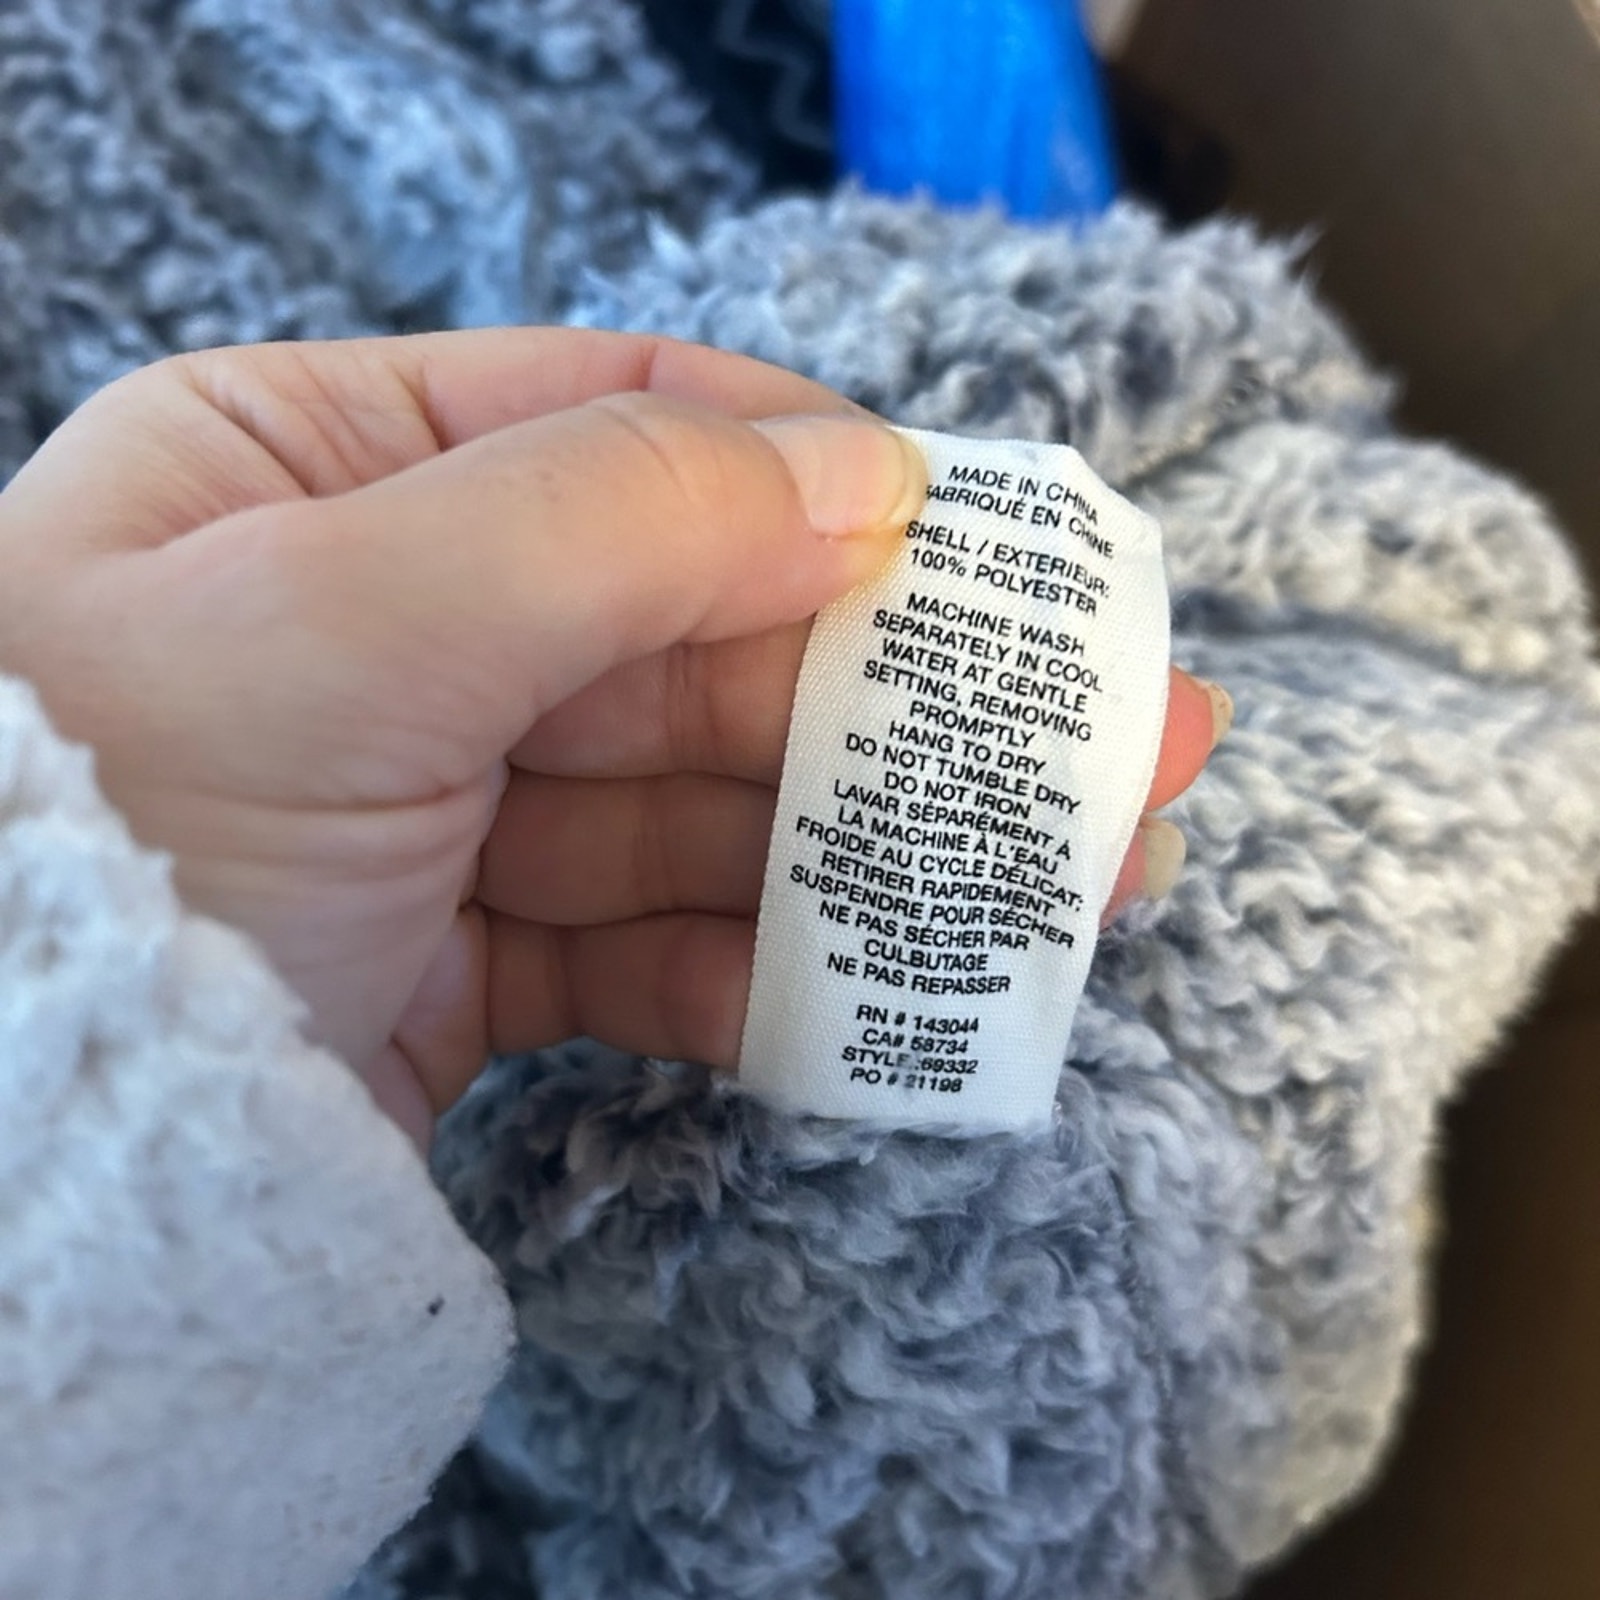 MADE IN CHINA
FABRIQUÉ EN CHINE
SHELL / EXTERIEUR:
100% POLYESTER
MACHINE WASH
SEPARATELY IN COOL
WATER AT GENTLE
SETTING, REMOVING
PROMPTLY
HANG TO DRY
DO NOT TUMBLE DRY
DO NOT IRON
LAVAR SÉPARÉMENT À
LA MACHINE À L'EAU
FROIDE AU CYCLE DÉLICAT:
RETIRER RAPIDEMENT
SUSPENDRE POUR SÉCHER
NE PAS SÉCHER PAR
CULBUTAGE
NE PAS REPASSER
RN # 143044
CA# 58734
STYLE.:69332
PO # 21198